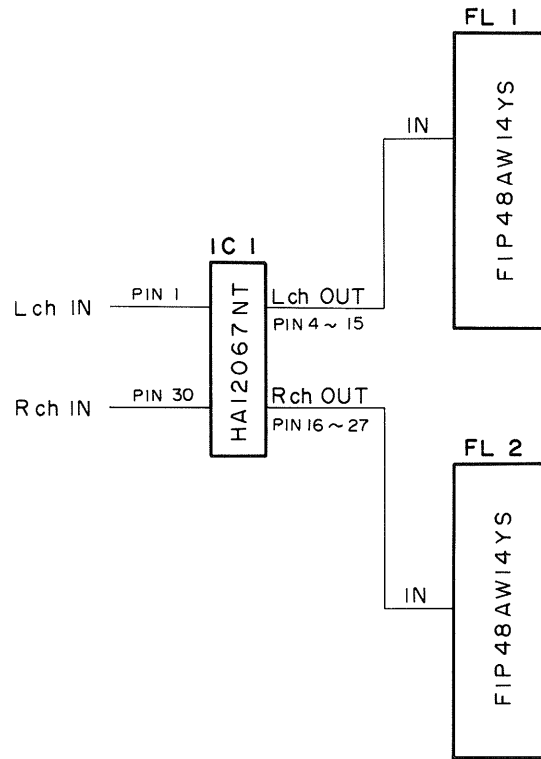 FL 1
FIP48AW14YS
IN
IC 1
HA12067NT
Lch IN
PIN 1
Lch OUT
PIN 4 ~ 15
Rch IN
PIN 30
Rch OUT
PIN 16 ~ 27
FL 2
FIP48AW14YS
IN